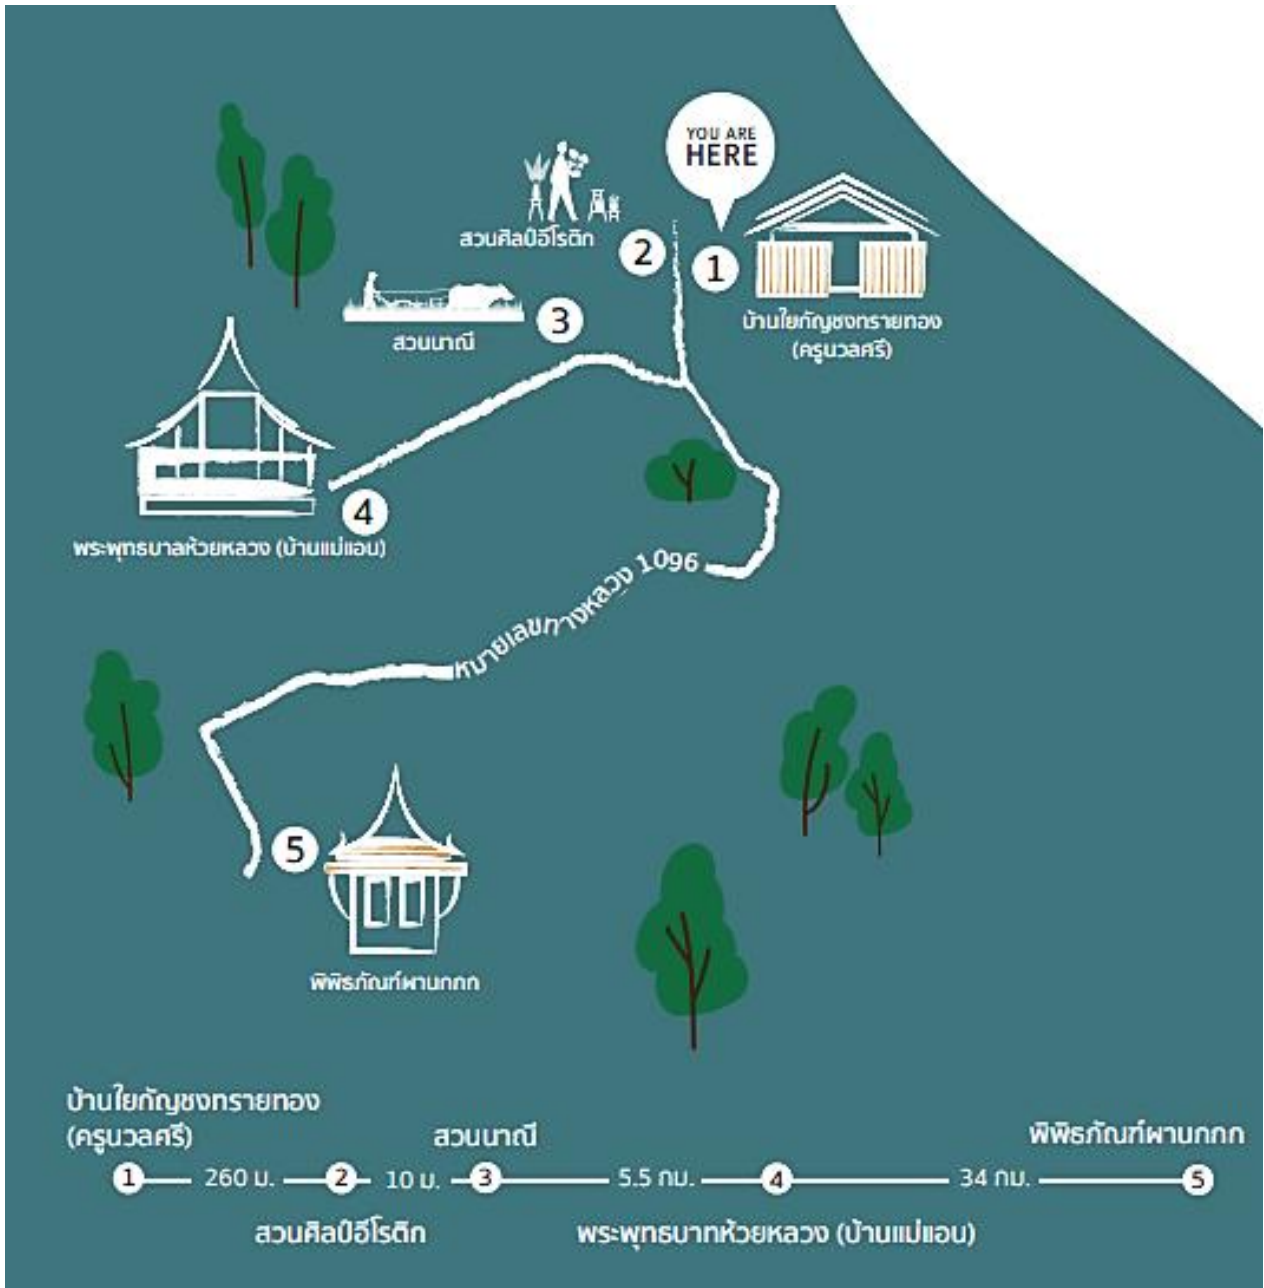 YOU ARE
HERE
สวนศิลป์อีโรติก
2
1
สวนนาณี
3
บ้านใยกัญชงทรายทอง
(ครูนวลศรี)
4
พระพุทธบาลห้วยหลวง (บ้านแม่แอบ)
หมายเลขทางหลวง 1096
5
พิพิธภัณฑ์ผานกกก
บ้านใยกัญชงทรายทอง
(ครูนวลศรี)
สวนนาณี
พิพิธภัณฑ์ผานกกก
1 260 ม. 2 10 ม. 3 5.5 กม. 4 34 กม. 5
สวนศิลป์อีโรติก
พระพุทธบาทห้วยหลวง (บ้านแม่แอบ)